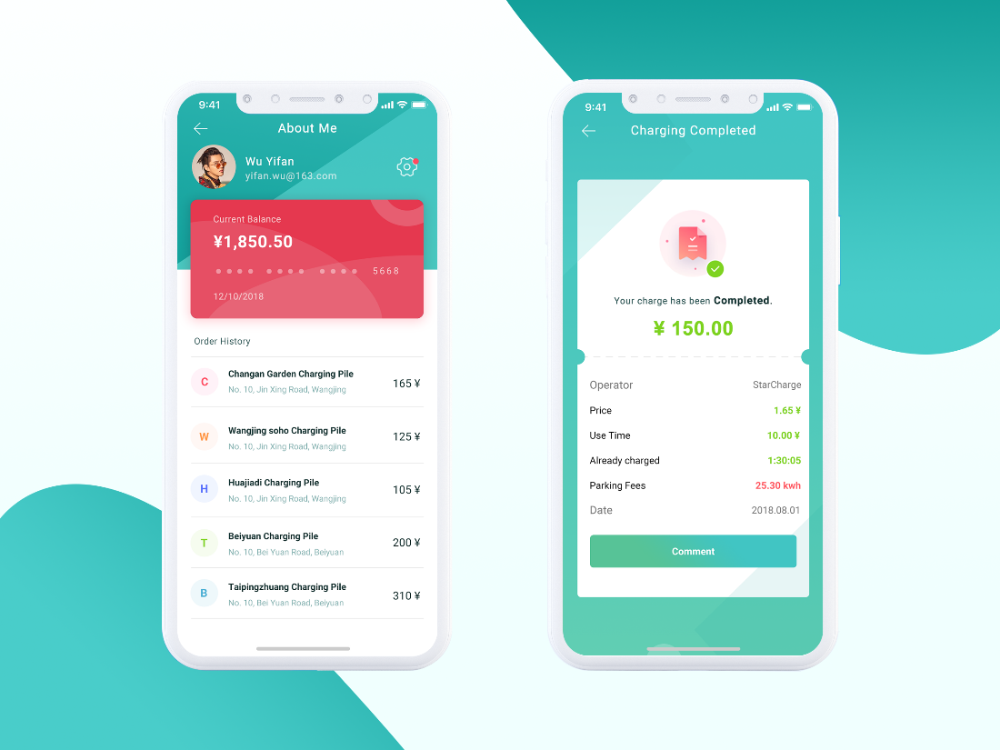 9:41
About Me
Wu Yifan
yifan.wu@163.com
Current Balance
¥1,850.50
5668
12/10/2018
Order History
C
Changan Garden Charging Pile
No. 10, Jin Xing Road, Wangjing
165 ¥
W
Wangjing soho Charging Pile
No. 10, Jin Xing Road, Wangjing
125 ¥
H
Huajiadi Charging Pile
No. 10, Jin Xing Road, Wangjing
105 ¥
T
Beiyuan Charging Pile
No. 10, Bei Yuan Road, Beiyuan
200 ¥
B
Taipingzhuang Charging Pile
No. 10, Bei Yuan Road, Beiyuan
310 ¥
9:41
Charging Completed
Your charge has been Completed.
¥ 150.00
Operator StarCharge
Price 1.65 ¥
Use Time 10.00 ¥
Already charged 1:30:05
Parking Fees 25.30 kwh
Date 2018.08.01
Comment